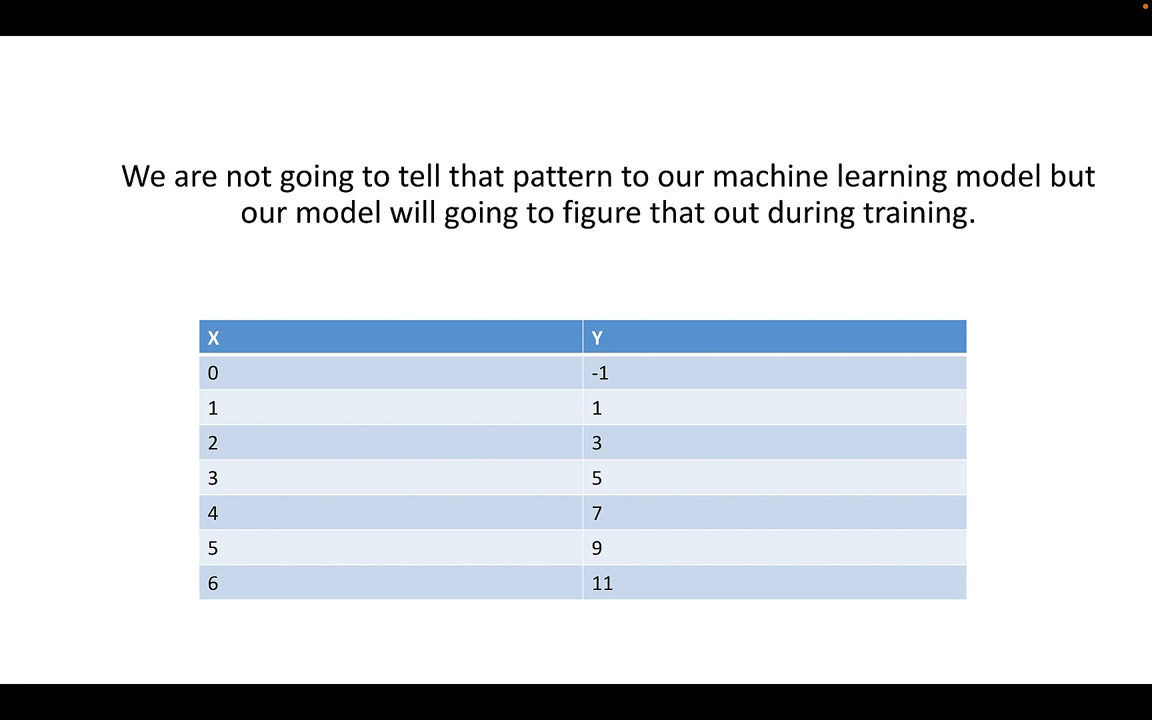 We are not going to tell that pattern to our machine learning model but
our model will going to figure that out during training.
X Y
0 -1
1 1
2 3
3 5
4 7
5 9
6 11